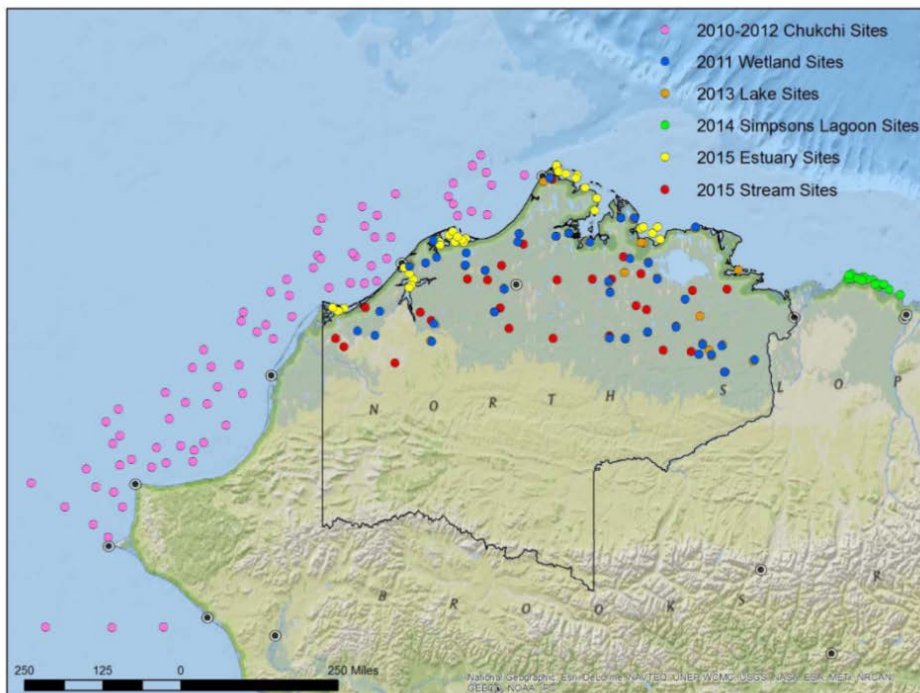 2010-2012 Chukchi Sites
2011 Wetland Sites
2013 Lake Sites
2014 Simpsons Lagoon Sites
2015 Estuary Sites
2015 Stream Sites
N O R T H S L O P
B R O O K S R
250 125 0 250 Miles
National Geographic, Esri, DeLorme, NAVTEQ, UNEP-WCMC, USGS, NASA, ESA, METI, NRCAN,
GEBCO, NOAA,